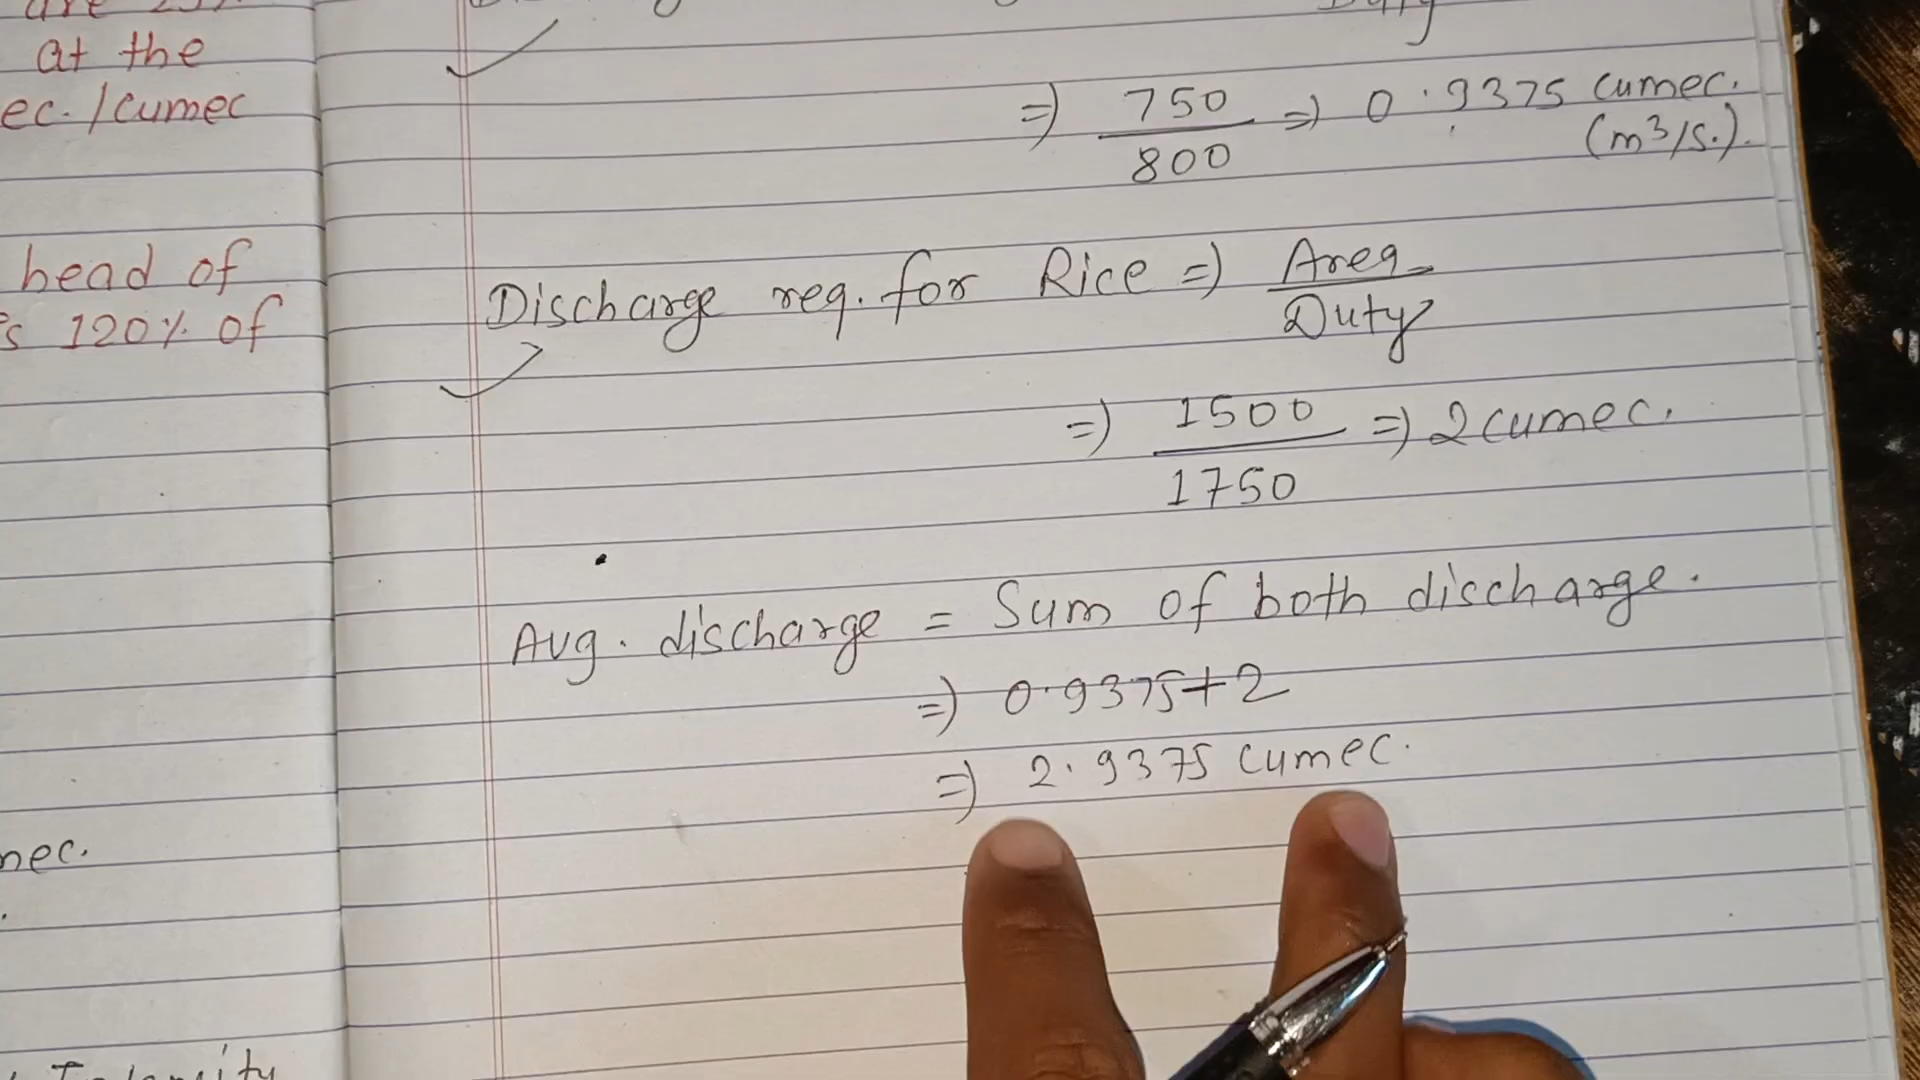 at the
ec./cumec
head of
s 120% of
nec.
Duty
=) 750/800 =) 0.9375 cumec.
(m3/s.).
Discharge req. for Rice =) Area/Duty
=) 1500/1750 =) 2 cumec.
Avg. discharge = Sum of both discharge.
=) 0.9375+2
=) 2.9375 cumec.